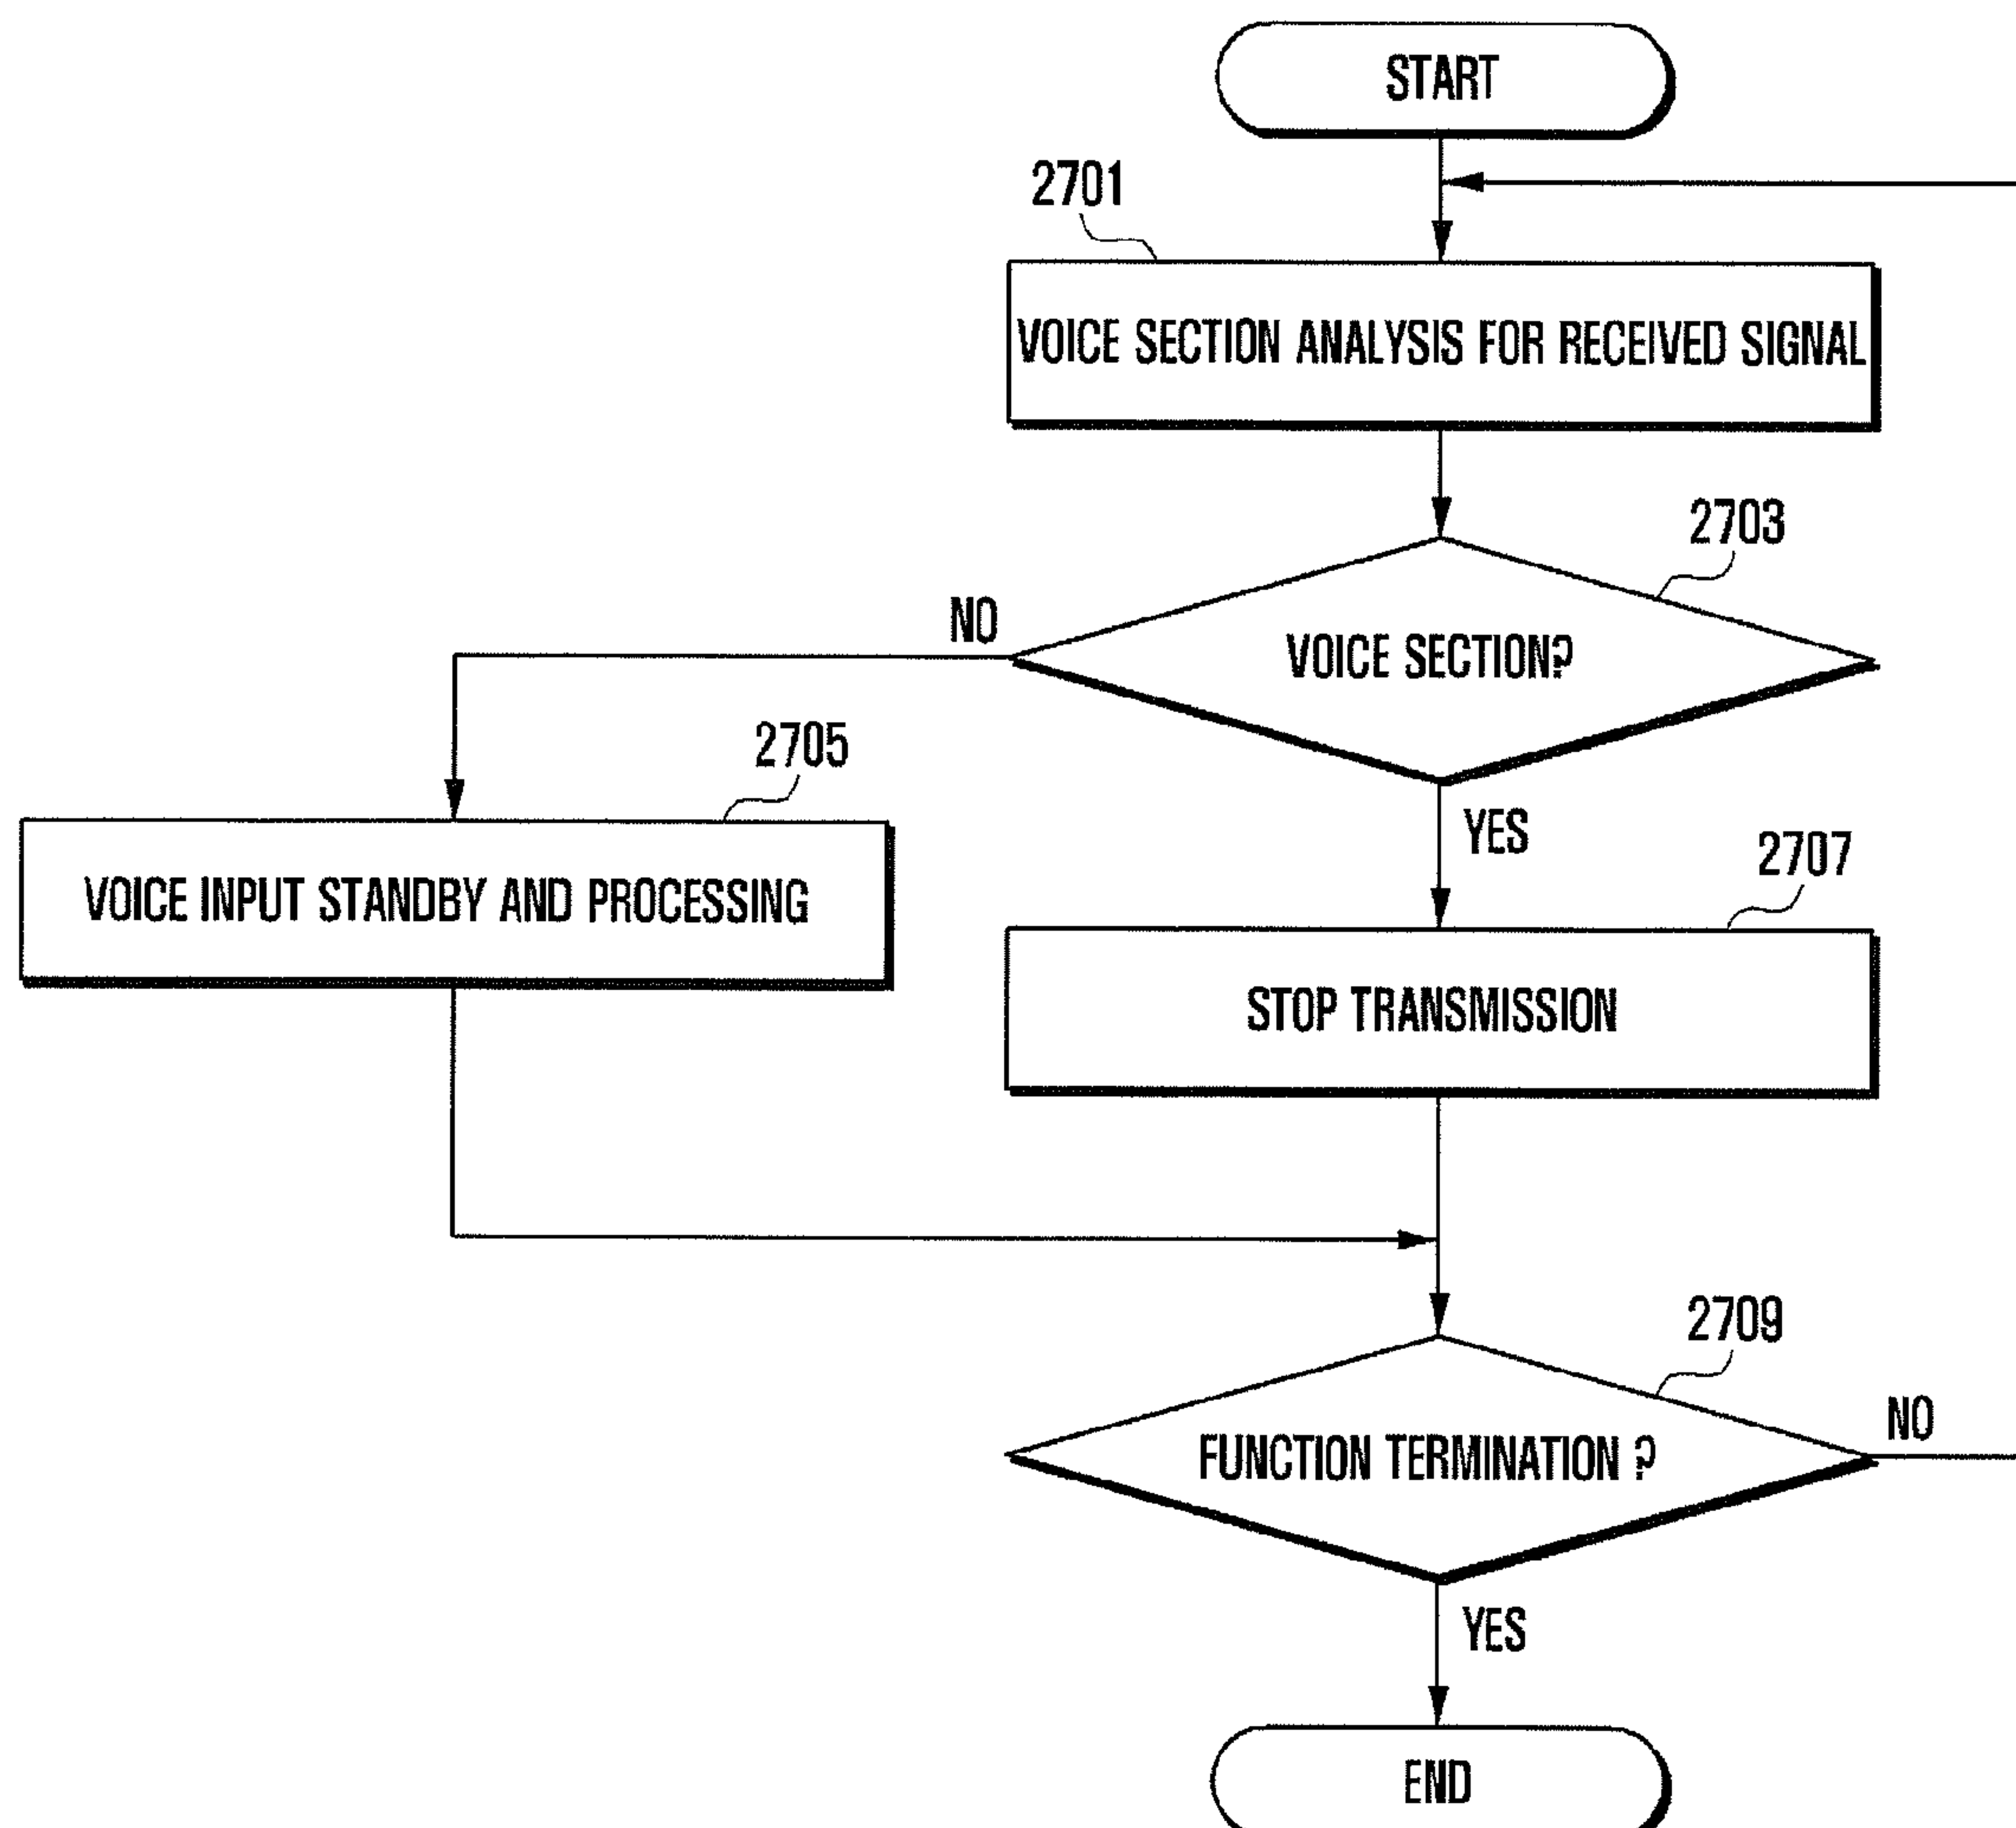 START
2701
VOICE SECTION ANALYSIS FOR RECEIVED SIGNAL
2703
NO
VOICE SECTION?
2705
YES
2707
VOICE INPUT STANDBY AND PROCESSING
STOP TRANSMISSION
2709
NO
FUNCTION TERMINATION ?
YES
END